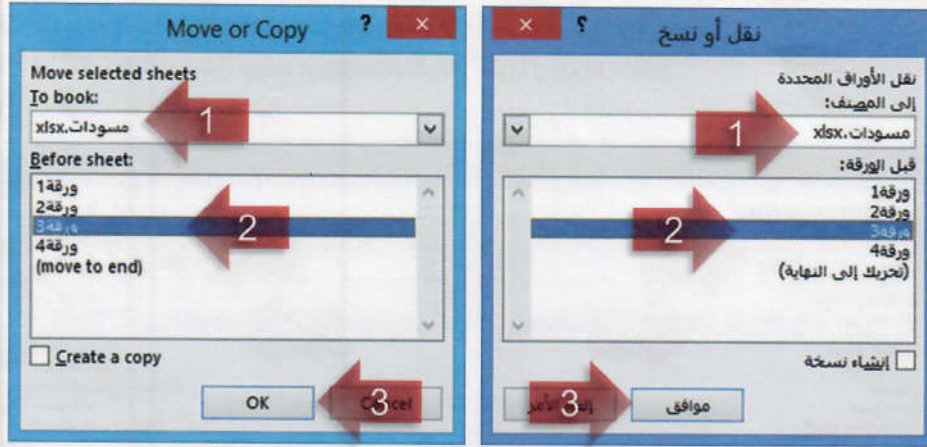 Move or Copy ?
Move selected sheets
To book:
مسودات.xlsx
1
Before sheet:
ورقة1
ورقة2
ورقة3
2
ورقة4
(move to end)
Create a copy
OK
Cancel
3
نقل أو نسخ ؟
نقل الأوراق المحددة
إلى المصنف:
مسودات.xlsx
1
قبل الورقة:
ورقة1
ورقة2
ورقة3
2
ورقة4
(تحريك إلى النهاية)
إنشاء نسخة
موافق
إلغاء الأمر
3